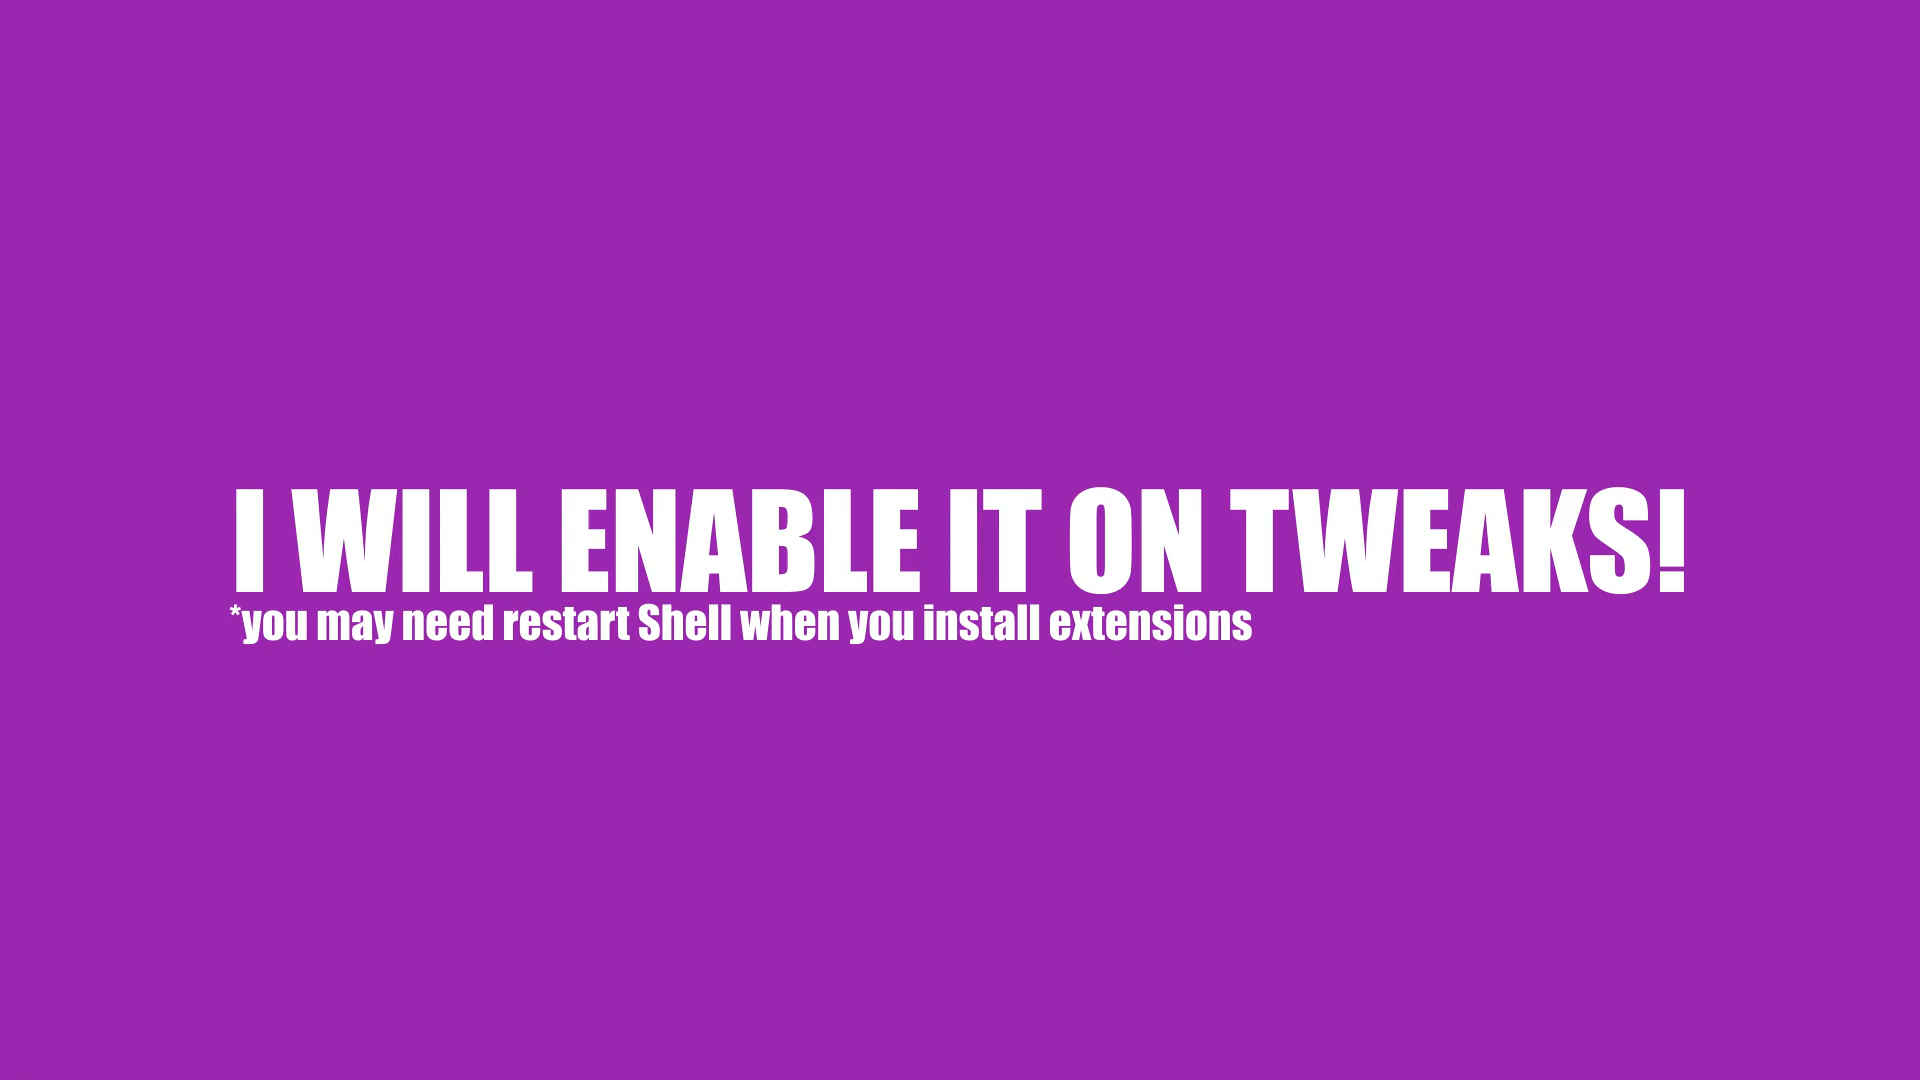 I WILL ENABLE IT ON TWEAKS!
*you may need restart Shell when you install extensions